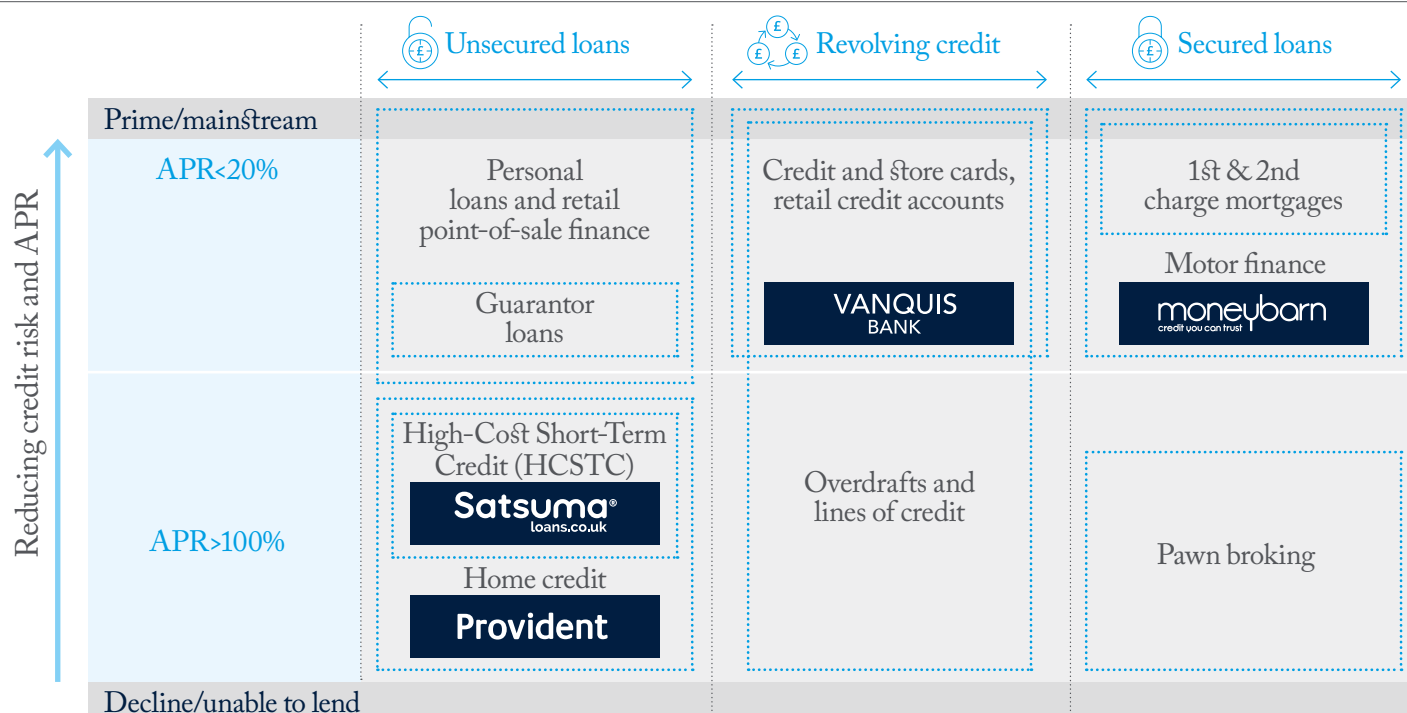 Unsecured loans
Revolving credit
Secured loans
Prime/mainstream
Reducing credit risk and APR
APR<20%
Personal
loans and retail
point-of-sale finance
Guarantor
loans
Credit and store cards,
retail credit accounts
VANQUIS
BANK
1st & 2nd
charge mortgages
Motor finance
moneybarn
credit you can trust
APR>100%
High-Cost Short-Term
Credit (HCSTC)
Satsuma®
loans.co.uk
Home credit
Provident
Overdrafts and
lines of credit
Pawn broking
Decline/unable to lend
£
£
£
£
£